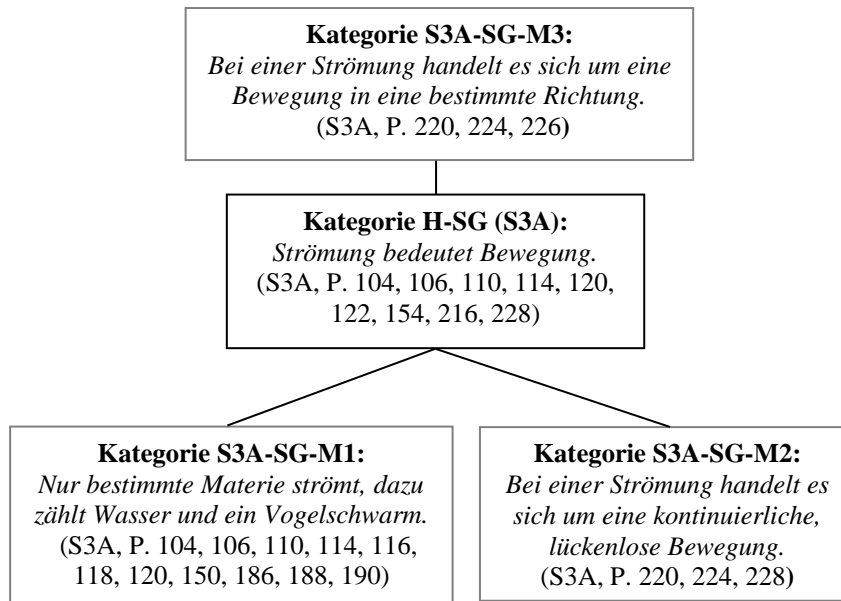 Kategorie S3A-SG-M3:
Bei einer Strömung handelt es sich um eine
Bewegung in eine bestimmte Richtung.
(S3A, P. 220, 224, 226)
Kategorie H-SG (S3A):
Strömung bedeutet Bewegung.
(S3A, P. 104, 106, 110, 114, 120,
122, 154, 216, 228)
Kategorie S3A-SG-M1:
Nur bestimmte Materie strömt, dazu
zählt Wasser und ein Vogelschwarm.
(S3A, P. 104, 106, 110, 114, 116,
118, 120, 150, 186, 188, 190)
Kategorie S3A-SG-M2:
Bei einer Strömung handelt es
sich um eine kontinuierliche,
lückenlose Bewegung.
(S3A, P. 220, 224, 228)